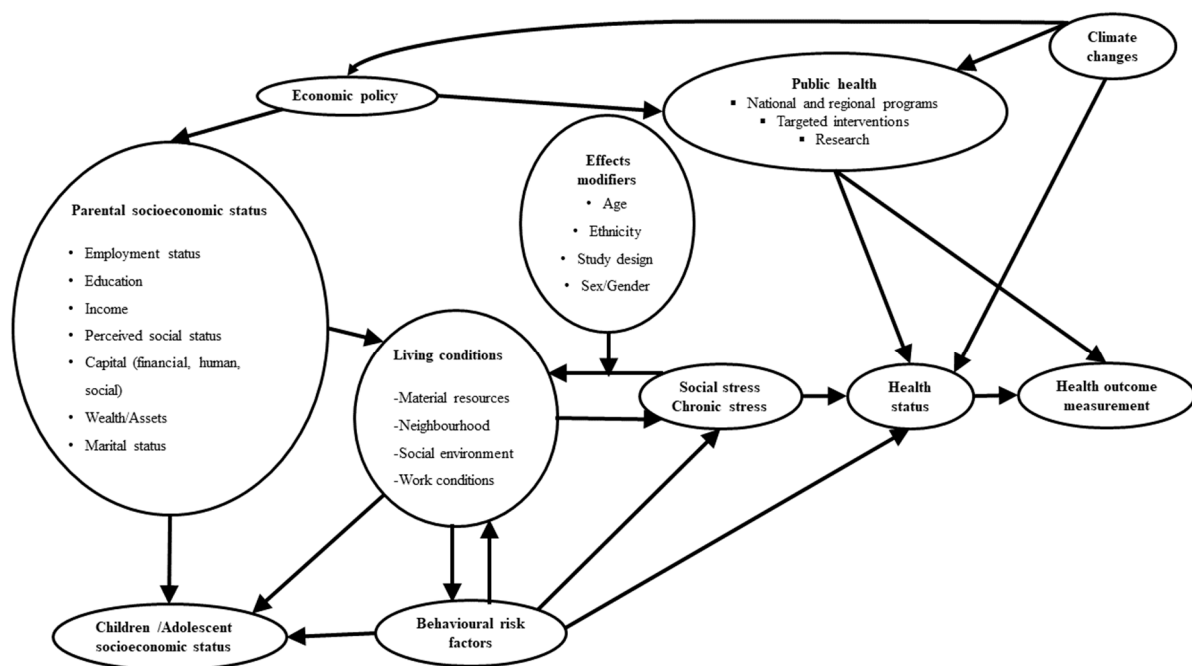 Climate
changes
Economic policy
Public health
▪ National and regional programs
▪ Targeted interventions
▪ Research
Effects
modifiers
• Age
• Ethnicity
• Study design
• Sex/Gender
Parental socioeconomic status
• Employment status
• Education
• Income
• Perceived social status
• Capital (financial, human,
social)
• Wealth/Assets
• Marital status
Living conditions
-Material resources
-Neighbourhood
-Social environment
-Work conditions
Social stress
Chronic stress
Health
status
Health outcome
measurement
Children /Adolescent
socioeconomic status
Behavioural risk
factors